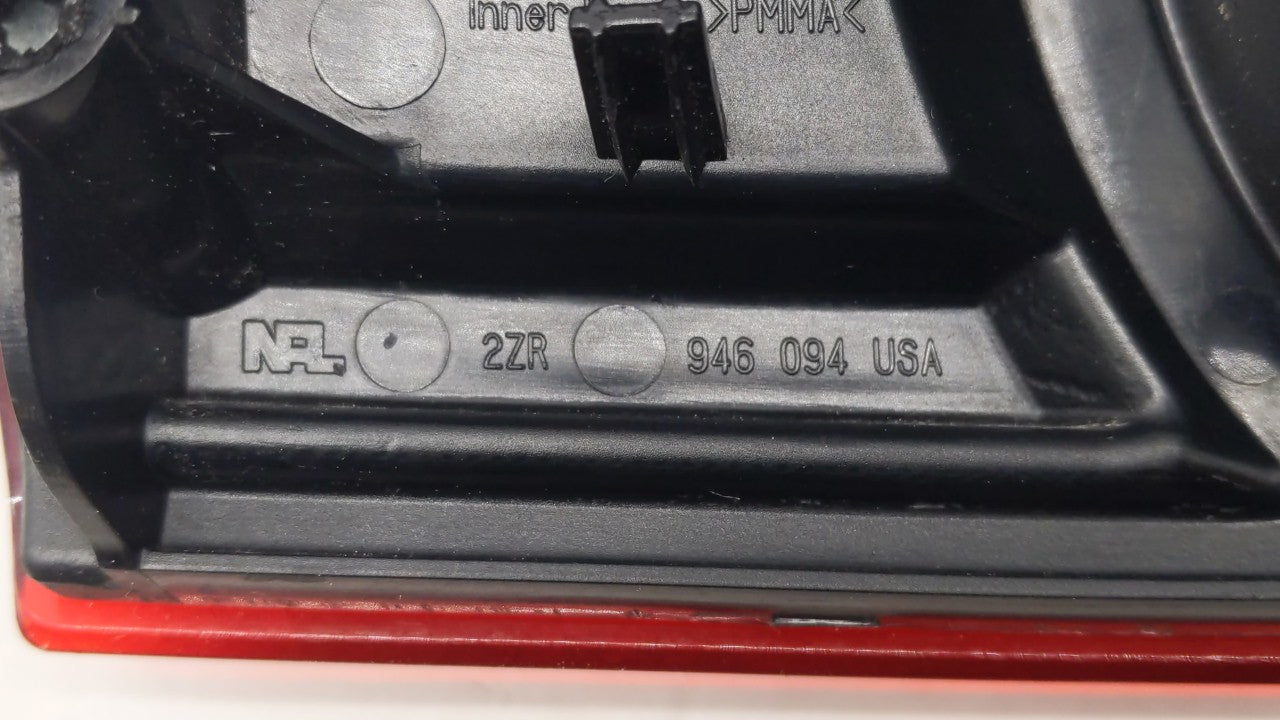 inner >PMMA<
NAL. 2ZR 946 094 USA